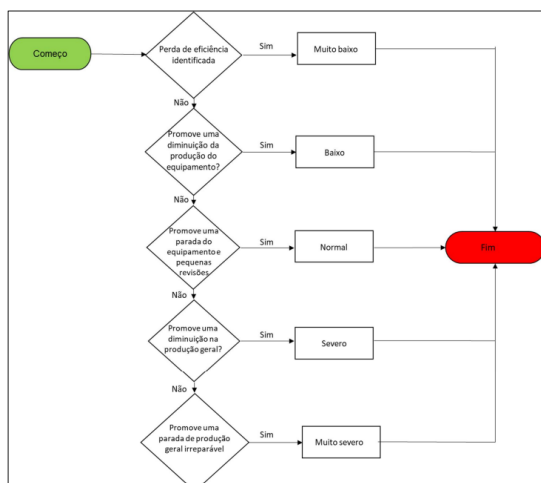 Começo
Perda de eficiência
identificada
Sim
Muito baixo
Não
Promove uma
diminuição da
produção do
equipamento?
Sim
Baixo
Não
Promove uma
parada do
equipamento e
pequenas
revisões
Sim
Normal
Fim
Não
Promove uma
diminuição na
produção geral?
Sim
Severo
Não
Promove uma
parada de produção
geral irreparável
Sim
Muito severo